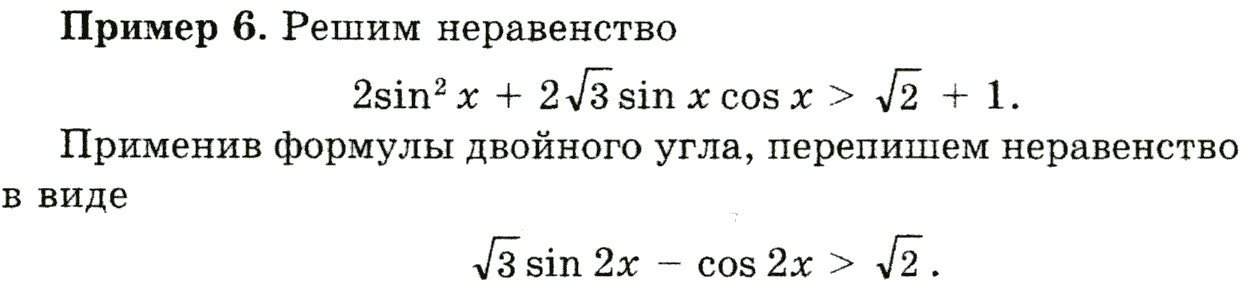 Пример 6. Решим неравенство
2sin² x + 2√3 sin x cos x > √2 + 1.
Применив формулы двойного угла, перепишем неравенство
в виде
√3 sin 2x − cos 2x > √2.